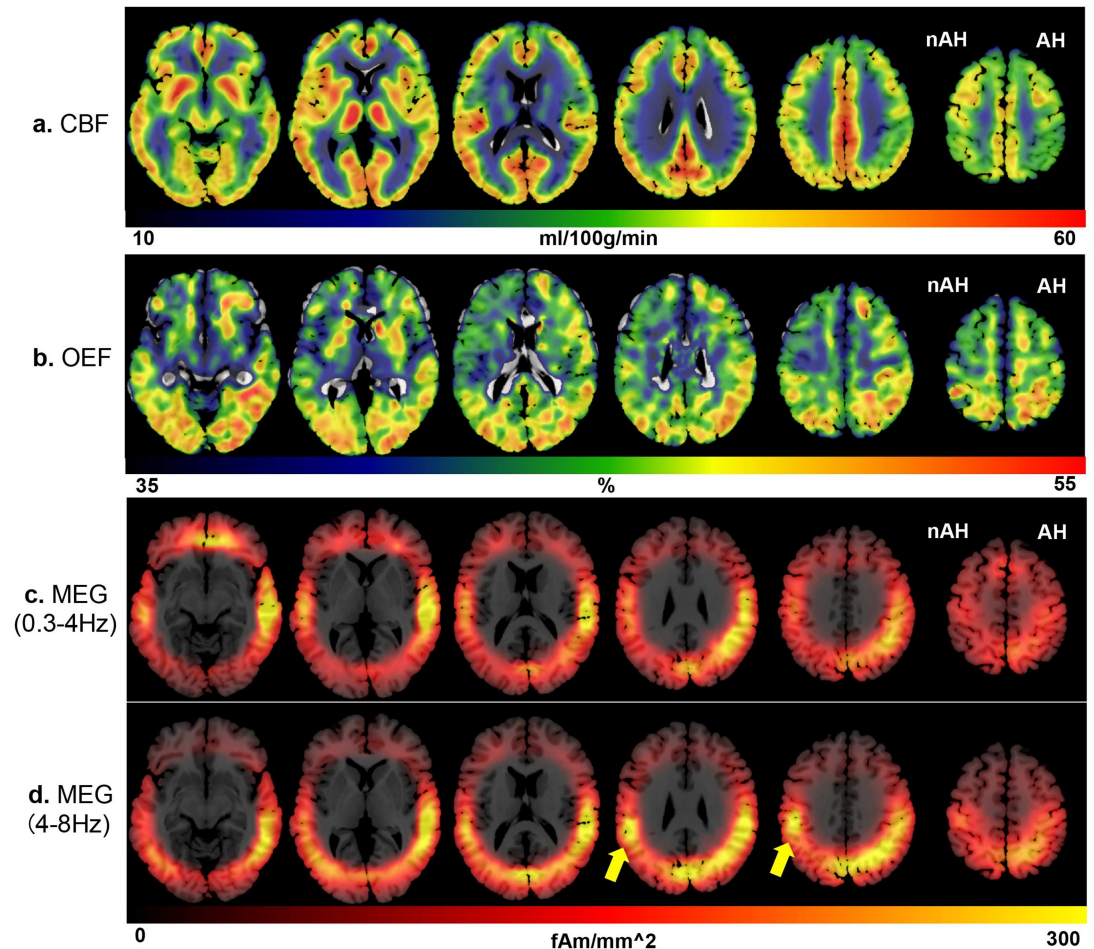 nAH AH
a. CBF
10 ml/100g/min 60
nAH AH
b. OEF
35 % 55
nAH AH
c. MEG
(0.3-4Hz)
d. MEG
(4-8Hz)
0 fAm/mm^2 300